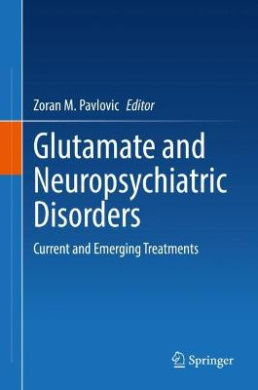 Zoran M. Pavlovic Editor
Glutamate and
Neuropsychiatric
Disorders
Current and Emerging Treatments
Springer